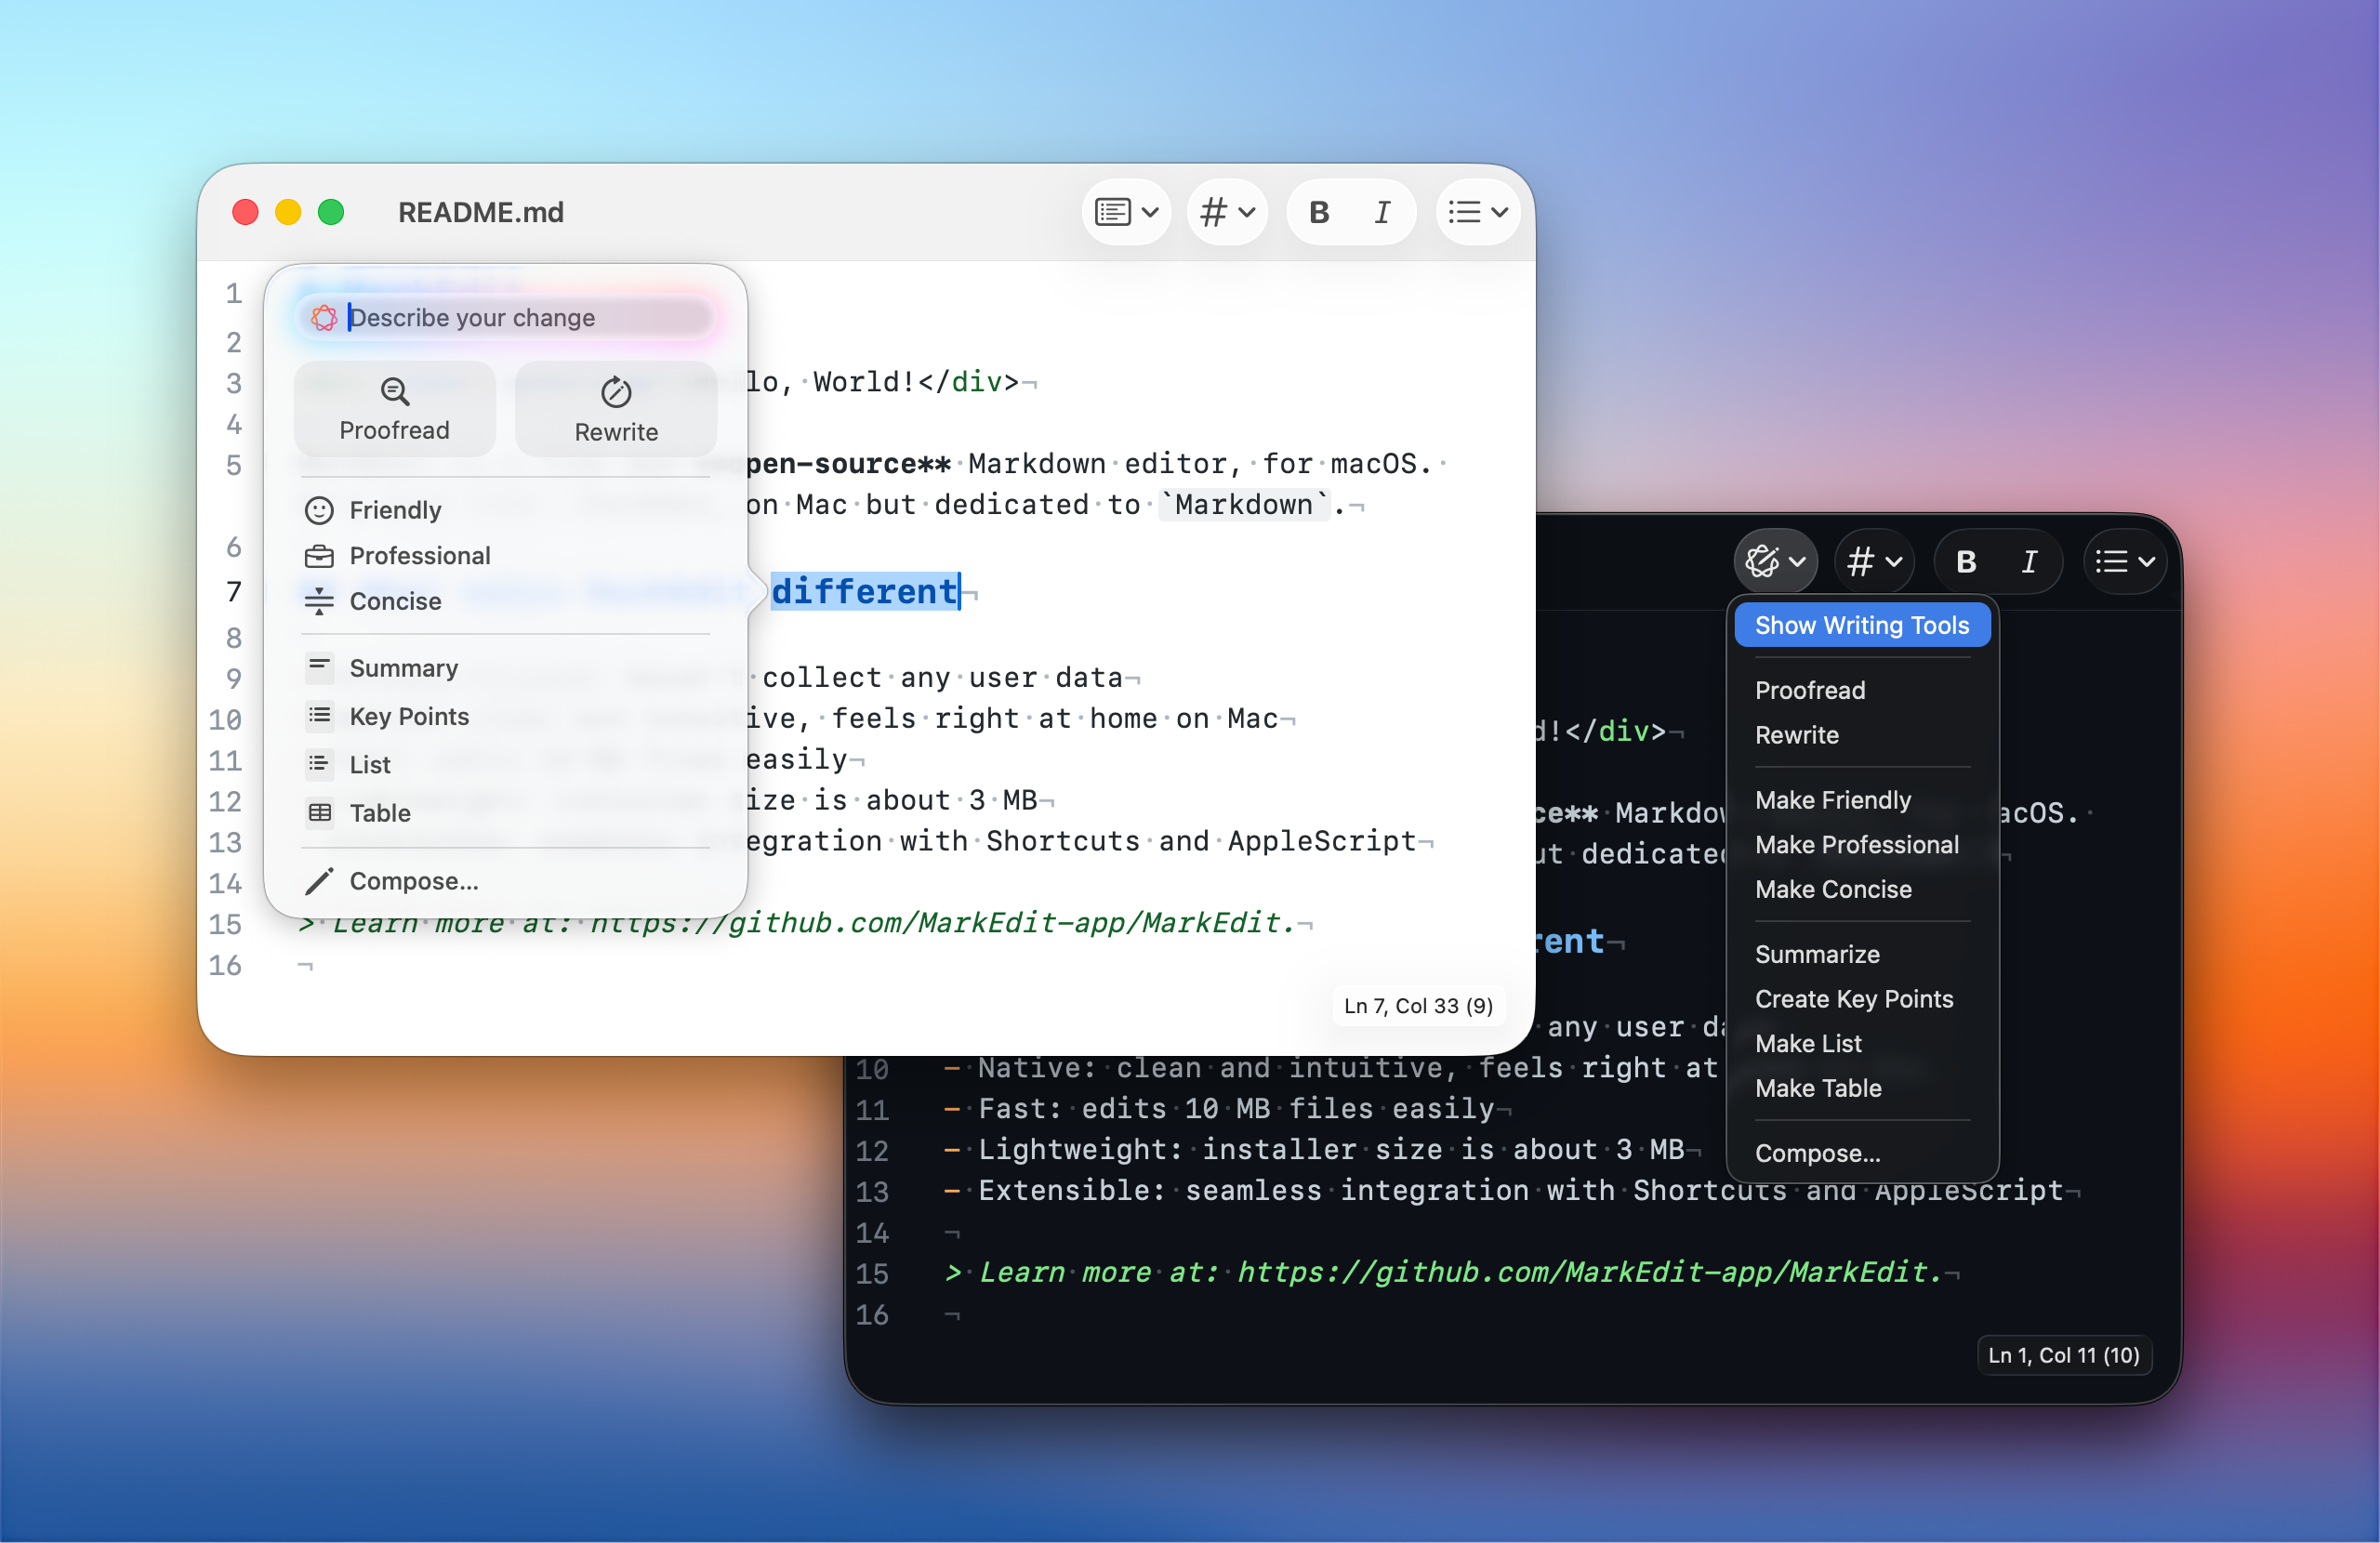 README.md
B I
Describe your change
Proofread Rewrite
Friendly
Professional
Concise
Summary
Key Points
List
Table
Compose...
1
2
3 lo, World!</div>¬
4
5 pen-source** Markdown editor, for macOS.
on Mac but dedicated to `Markdown`.¬
6
7 different¬
8
9 collect any user data¬
10 ive, feels right at home on Mac¬
11 easily¬
12 ize is about 3 MB¬
13 egration with Shortcuts and AppleScript¬
14
15 > Learn more at: https://github.com/MarkEdit-app/MarkEdit.¬
16 ¬
Ln 7, Col 33 (9)
B I
Show Writing Tools
Proofread
Rewrite
Make Friendly
Make Professional
Make Concise
Summarize
Create Key Points
Make List
Make Table
Compose...
d!</div>¬
ce** Markdow acOS.
ut dedicated ¬
rent¬
any user da
10 - Native: clean and intuitive, feels right at
11 - Fast: edits 10 MB files easily¬
12 - Lightweight: installer size is about 3 MB¬
13 - Extensible: seamless integration with Shortcuts and AppleScript¬
14 ¬
15 > Learn more at: https://github.com/MarkEdit-app/MarkEdit.¬
16 ¬
Ln 1, Col 11 (10)